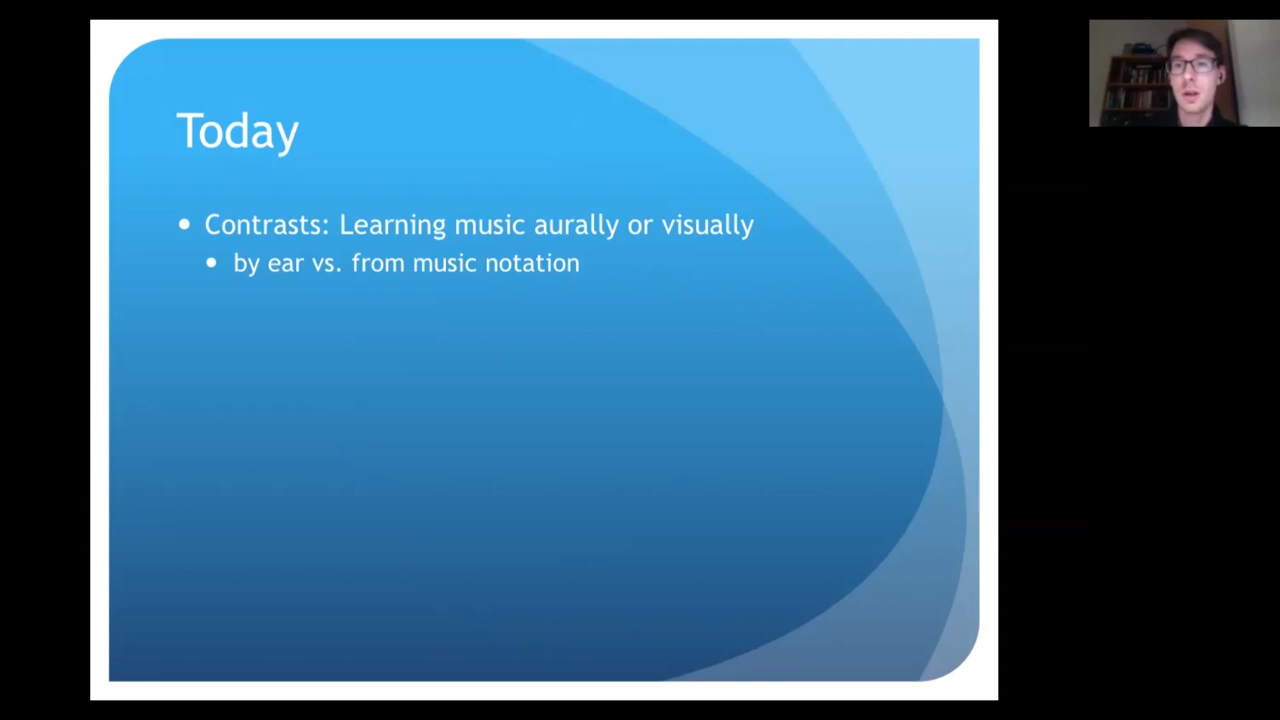 Today
• Contrasts: Learning music aurally or visually
• by ear vs. from music notation